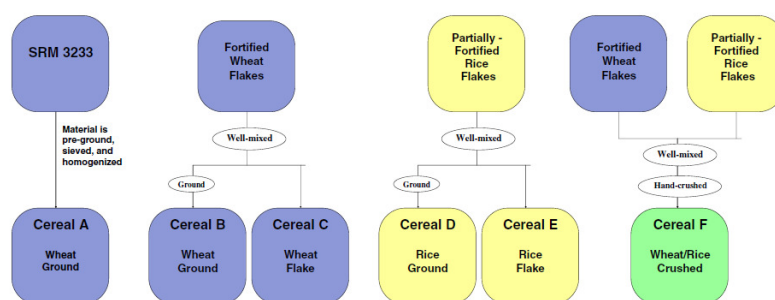 SRM 3233
Material is
pre-ground,
sieved, and
homogenized
Cereal A
Wheat
Ground
Fortified
Wheat
Flakes
Well-mixed
Ground
Cereal B
Wheat
Ground
Cereal C
Wheat
Flake
Partially -
Fortified
Rice
Flakes
Well-mixed
Ground
Cereal D
Rice
Ground
Cereal E
Rice
Flake
Fortified
Wheat
Flakes
Partially -
Fortified
Rice
Flakes
Well-mixed
Hand-crushed
Cereal F
Wheat/Rice
Crushed